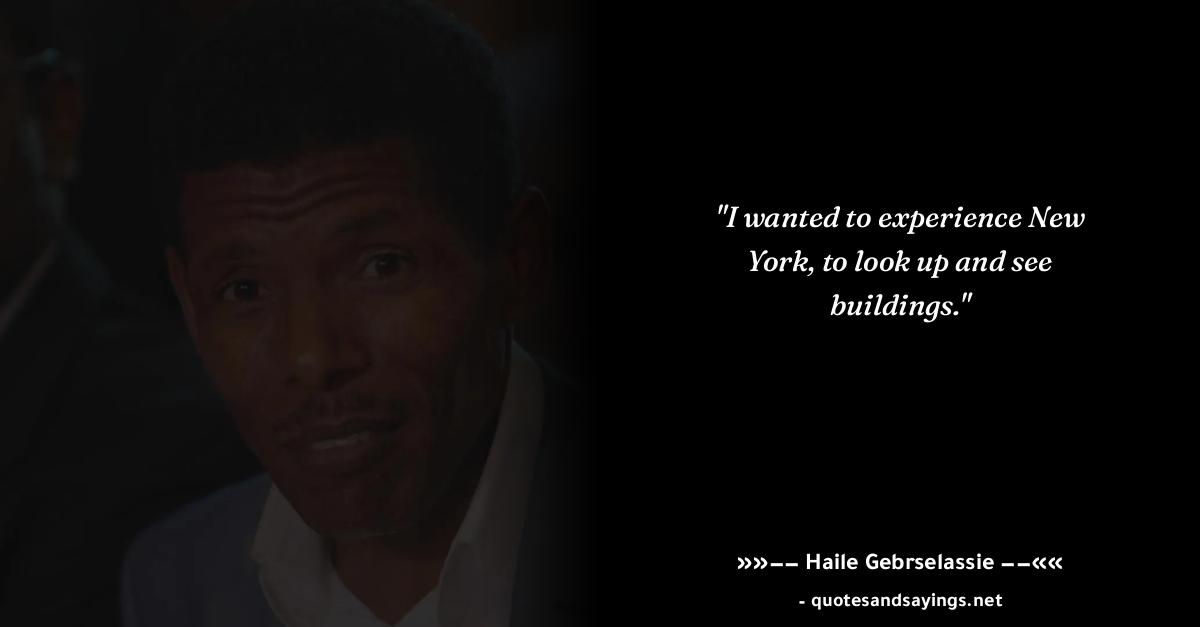 "I wanted to experience New
York, to look up and see
buildings."
»»−− Haile Gebrselassie −−««
- quotesandsayings.net